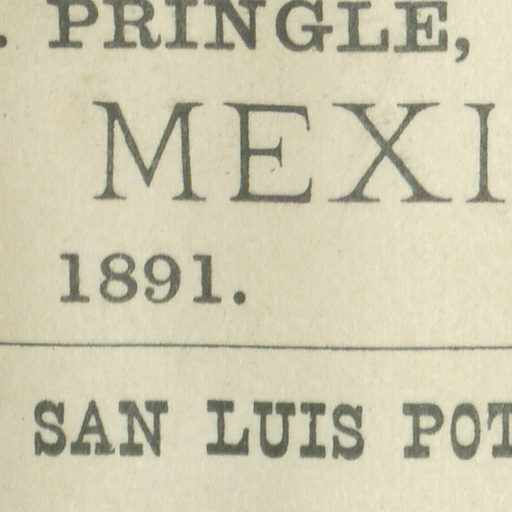 . PRINGLE,
MEXI
1891.
SAN LUIS POT